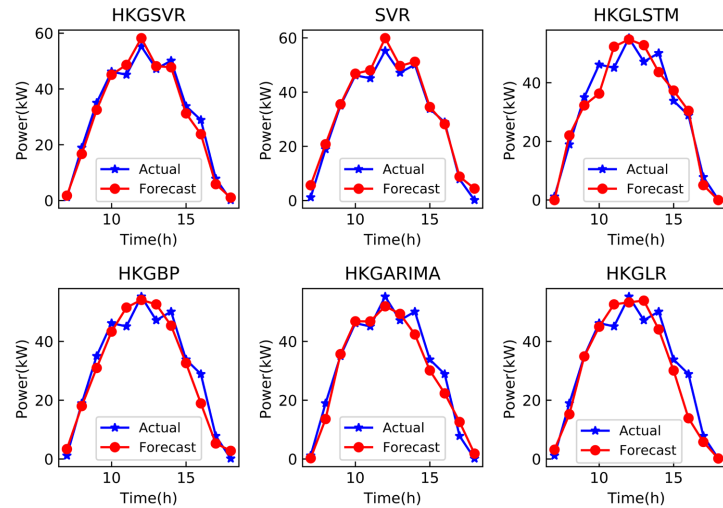 HKGSVR
SVR
HKGLSTM
60
40
20
0
Power(kW)
Actual
Forecast
10
15
Time(h)
60
40
20
0
Power(kW)
Actual
Forecast
10
15
Time(h)
40
20
0
Power(kW)
Actual
Forecast
10
15
Time(h)
HKGBP
HKGARIMA
HKGLR
40
20
0
Power(kW)
Actual
Forecast
10
15
Time(h)
40
20
0
Power(kW)
Actual
Forecast
10
15
Time(h)
40
20
0
Power(kW)
Actual
Forecast
10
15
Time(h)